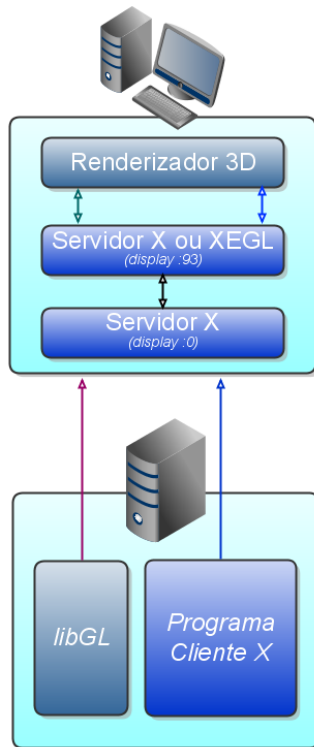 Renderizador 3D
Servidor X ou XEGL
(display :93)
Servidor X
(display :0)
libGL
Programa
Cliente X